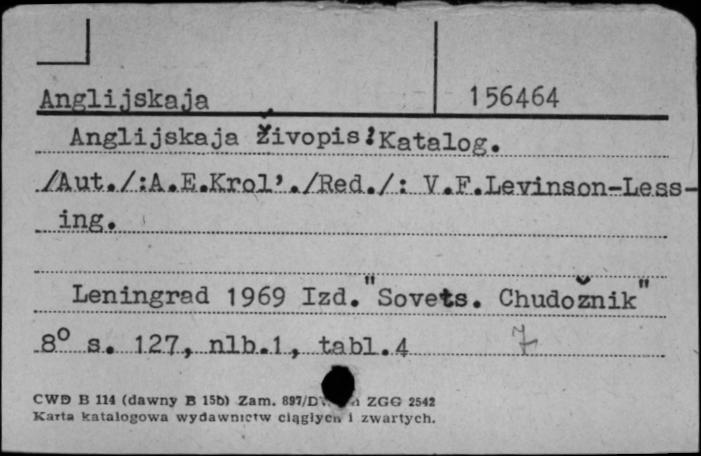 Anglijskaja 156464
Anglijskaja Živopis! Katalog.
/Aut./:A.E.Krol'./Red./: V.F.Levinson-Less-
ing.
Leningrad 1969 Izd."Sovets. Chudožnik"
8° s. 127, nlb.1, tabl.4 7
CWD B 114 (dawny B 15b) Zam. 897/ ZGG 2542
Karta katalogowa wydawnictw ciągłych i zwartych.